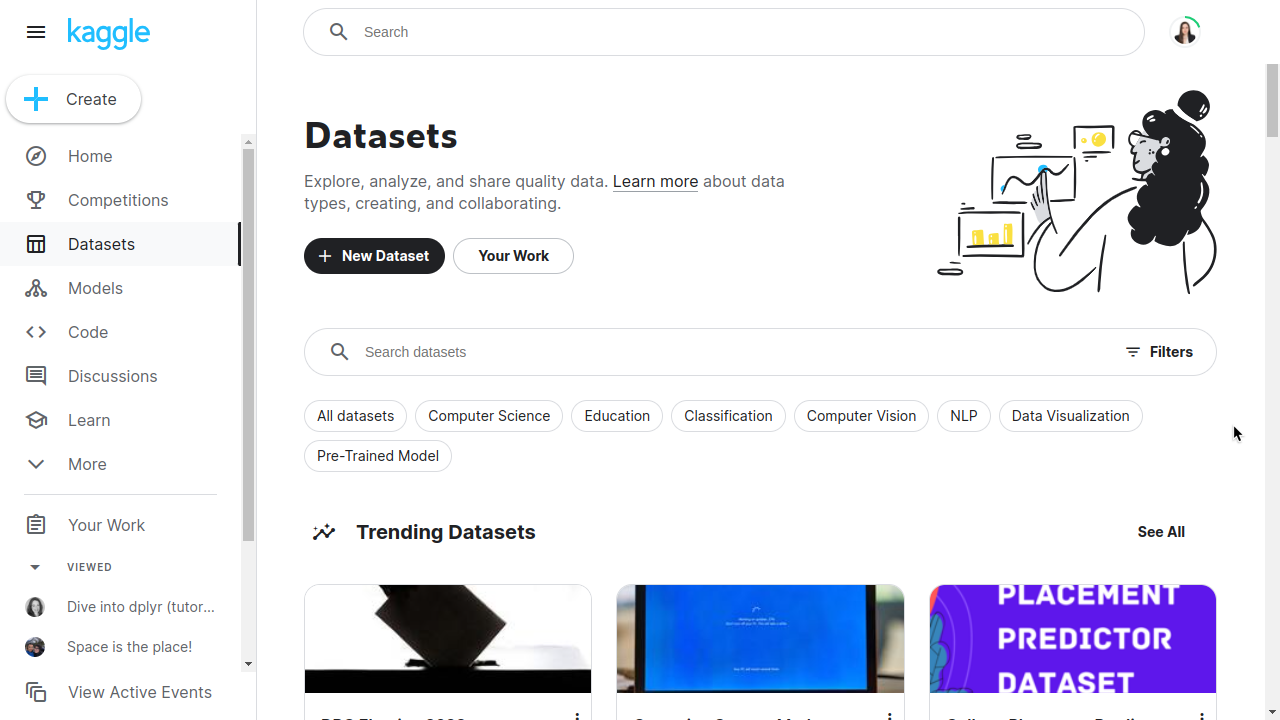 kaggle
Search
Create
Home
Competitions
Datasets
Models
Code
Discussions
Learn
More
Your Work
VIEWED
Dive into dplyr (tutor...
Space is the place!
View Active Events
Datasets
Explore, analyze, and share quality data. Learn more about data
types, creating, and collaborating.
New Dataset
Your Work
Search datasets
Filters
All datasets
Computer Science
Education
Classification
Computer Vision
NLP
Data Visualization
Pre-Trained Model
Trending Datasets
See All
PLACEMENT
PREDICTOR
DATASET